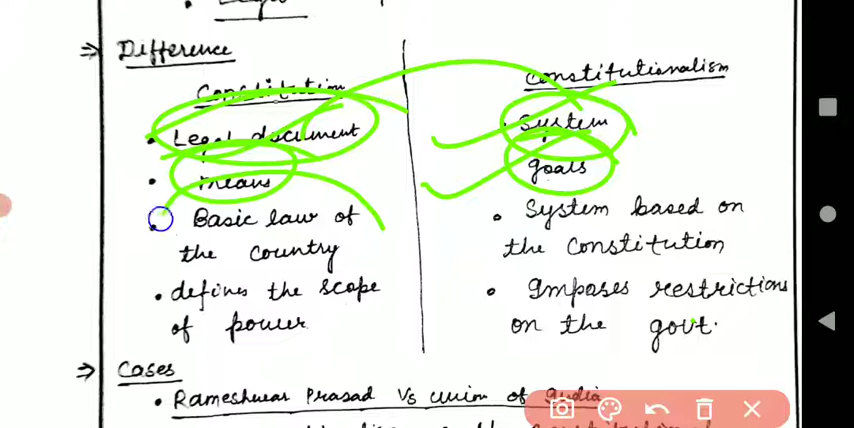 ⇒ Difference
Constitution
• Legal document
• means
• Basic law of
the country
• defines the scope
of power
Constitutionalism
• System
goals
• System based on
the Constitution
• Imposes restrictions
on the govt.
⇒ Cases
• Rameshwar Prasad Vs Union of India